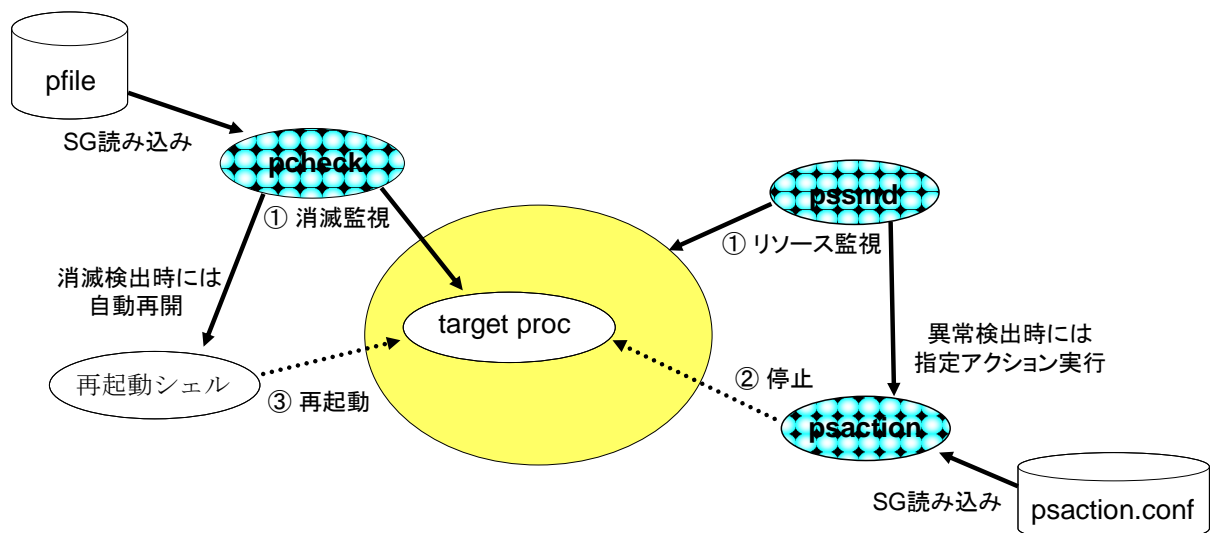 pfile
SG読み込み
pcheck
① 消滅監視
pssmd
① リソース監視
消滅検出時には
自動再開
target proc
異常検出時には
指定アクション実行
再起動シェル
③ 再起動
② 停止
psaction
SG読み込み
psaction.conf